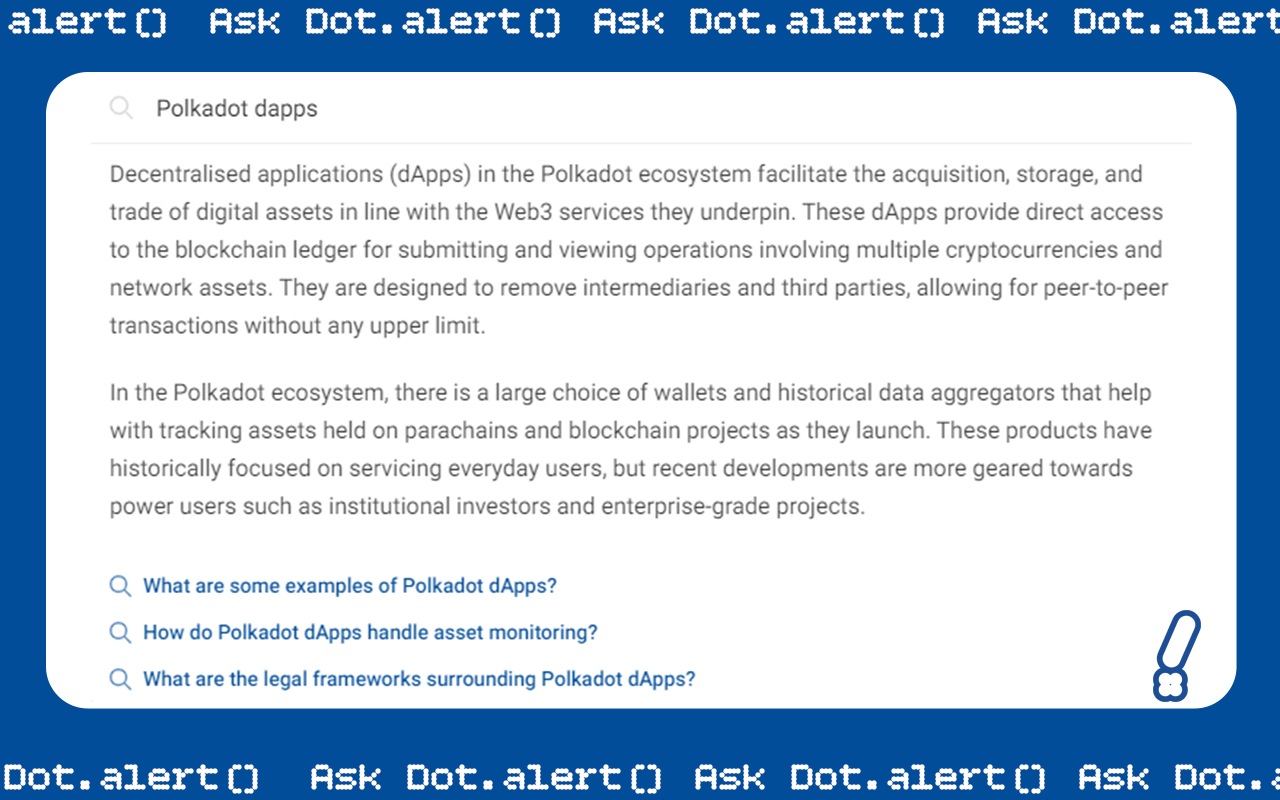 alert() Ask Dot.alert() Ask Dot.alert() Ask Dot.alert
Polkadot dapps
Decentralised applications (dApps) in the Polkadot ecosystem facilitate the acquisition, storage, and
trade of digital assets in line with the Web3 services they underpin. These dApps provide direct access
to the blockchain ledger for submitting and viewing operations involving multiple cryptocurrencies and
network assets. They are designed to remove intermediaries and third parties, allowing for peer-to-peer
transactions without any upper limit.
In the Polkadot ecosystem, there is a large choice of wallets and historical data aggregators that help
with tracking assets held on parachains and blockchain projects as they launch. These products have
historically focused on servicing everyday users, but recent developments are more geared towards
power users such as institutional investors and enterprise-grade projects.
What are some examples of Polkadot dApps?
How do Polkadot dApps handle asset monitoring?
What are the legal frameworks surrounding Polkadot dApps?
Dot.alert() Ask Dot.alert() Ask Dot.alert() Ask Dot.a